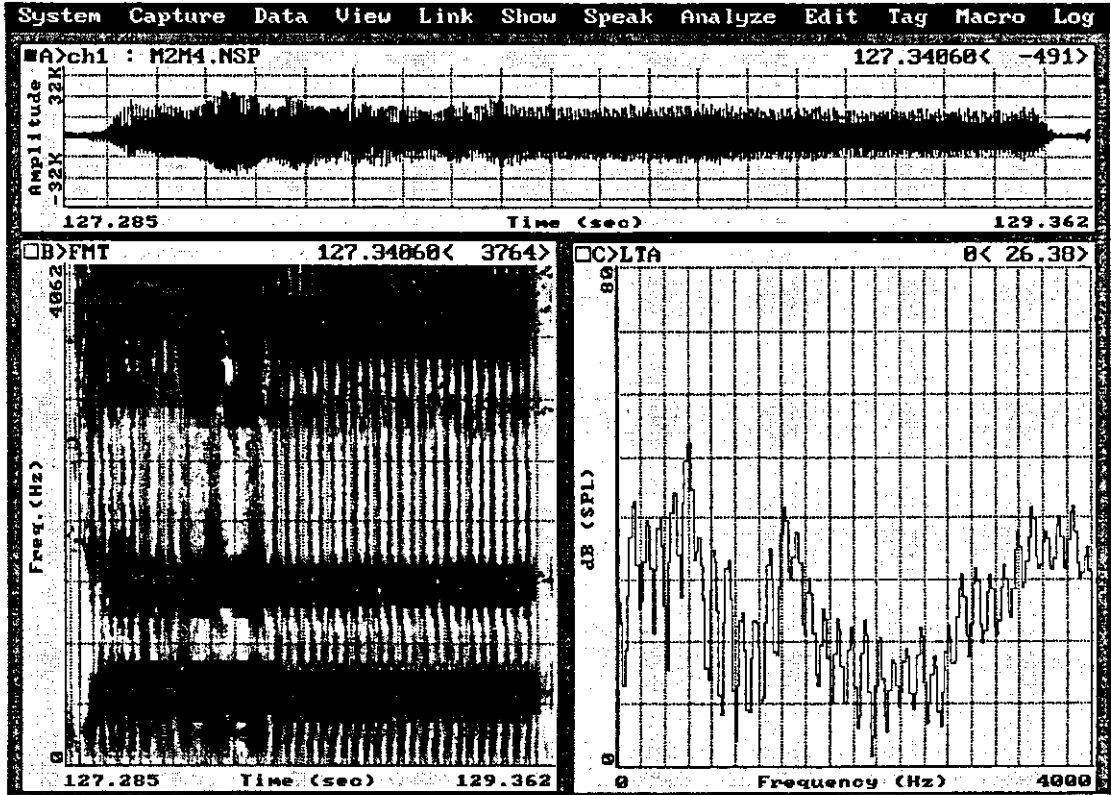 System Capture Data View Link Show Speak Analyze Edit Tag Macro Log
A>ch1 : M2M4.NSP 127.34060< -491>
Amplitude
32K
-32K
127.285 Time (sec) 129.362
B>FMT 127.34060< 3764>
4062
Freq.(Hz)
0
127.285 Time (sec) 129.362
C>LTA 0< 26.38>
80
dB (SPL)
0
0 Frequency (Hz) 4000